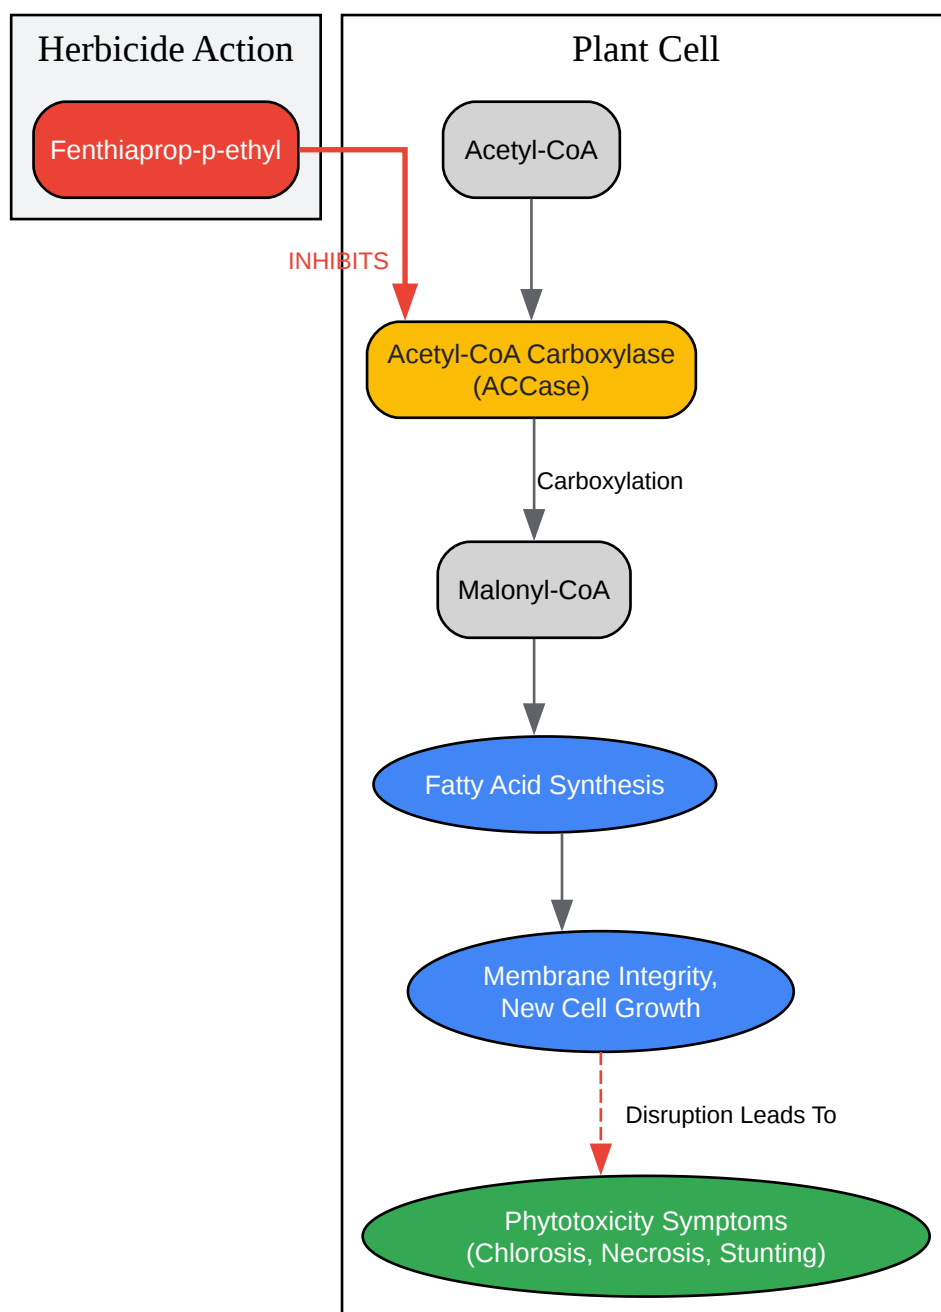 Herbicide Action
Plant Cell
Fenthiaprop-p-ethyl
Acetyl-CoA
INHIBITS
Acetyl-CoA Carboxylase
(ACCase)
Carboxylation
Malonyl-CoA
Fatty Acid Synthesis
Membrane Integrity,
New Cell Growth
Disruption Leads To
Phytotoxicity Symptoms
(Chlorosis, Necrosis, Stunting)